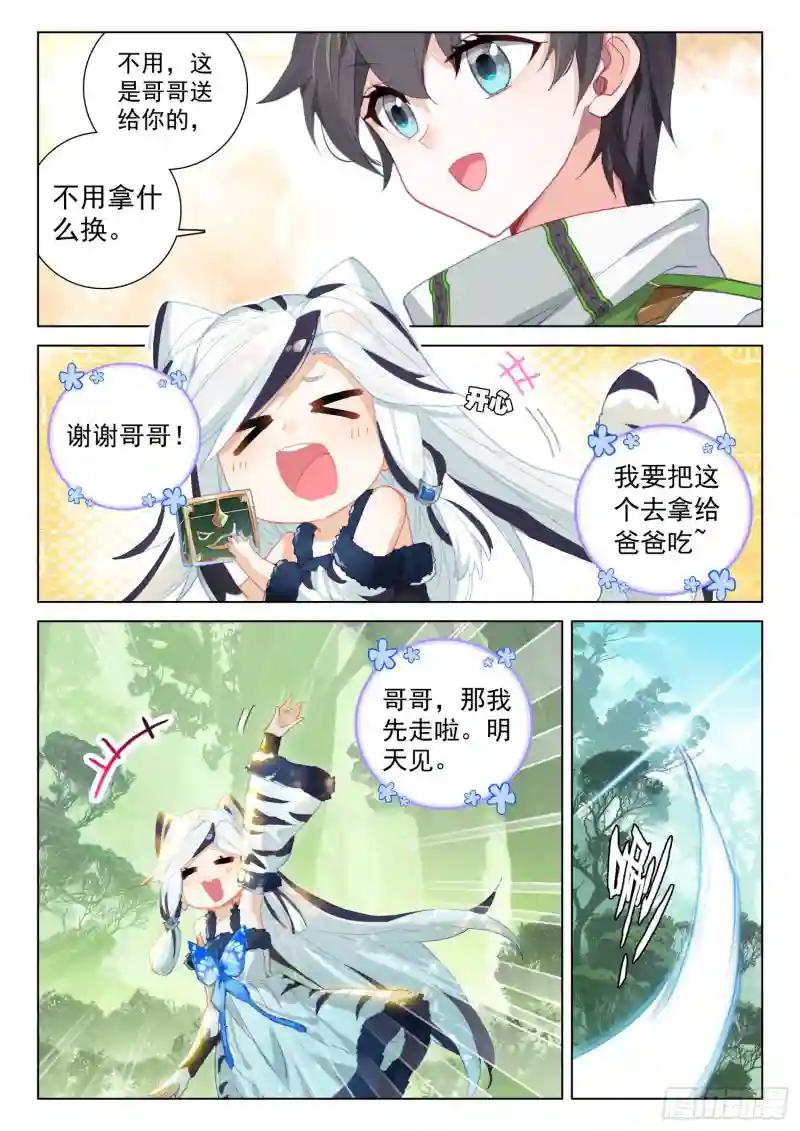 不用，这
是哥哥送
给你的，
不用拿什
么换。
谢谢哥哥！
开心
我要把这
个去拿给
爸爸吃~
哥哥，那我
先走啦。明
天见。